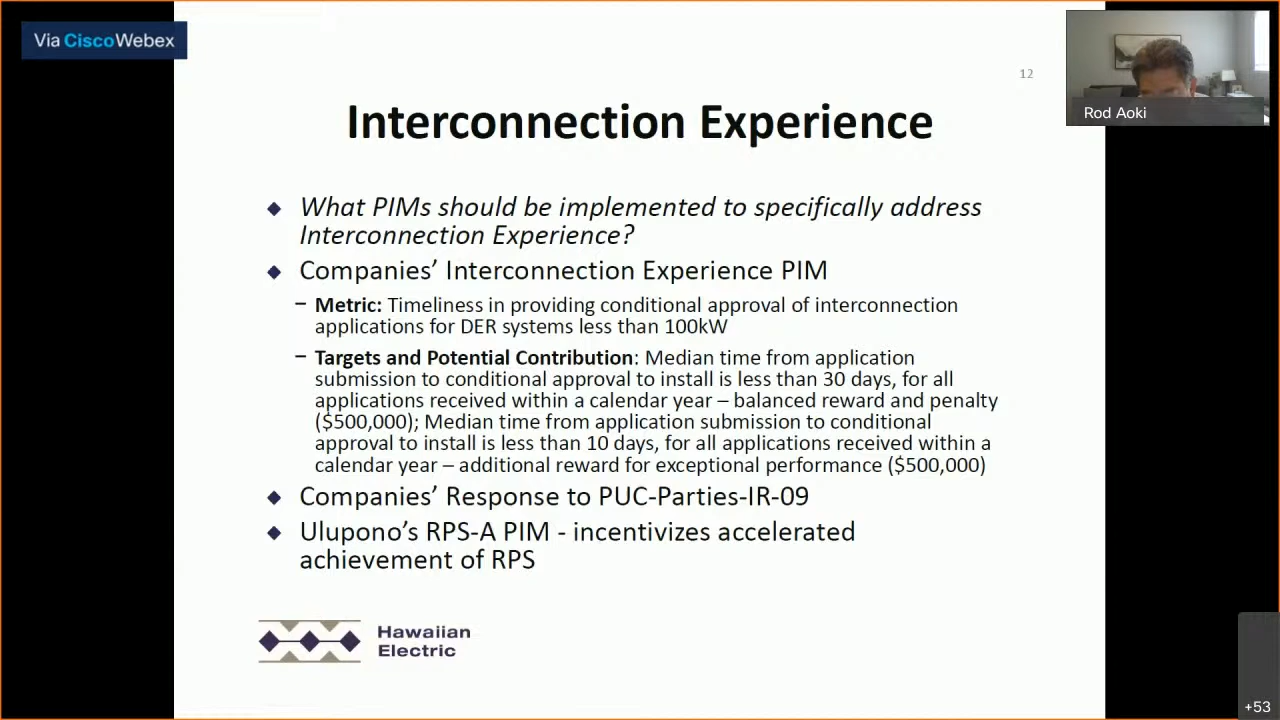 Via CiscoWebex
12
Rod Aoki
Interconnection Experience
What PIMs should be implemented to specifically address
Interconnection Experience?
Companies' Interconnection Experience PIM
– Metric: Timeliness in providing conditional approval of interconnection
applications for DER systems less than 100kW
– Targets and Potential Contribution: Median time from application
submission to conditional approval to install is less than 30 days, for all
applications received within a calendar year – balanced reward and penalty
($500,000); Median time from application submission to conditional
approval to install is less than 10 days, for all applications received within a
calendar year – additional reward for exceptional performance ($500,000)
Companies' Response to PUC-Parties-IR-09
Ulupono's RPS-A PIM - incentivizes accelerated
achievement of RPS
Hawaiian
Electric
+53